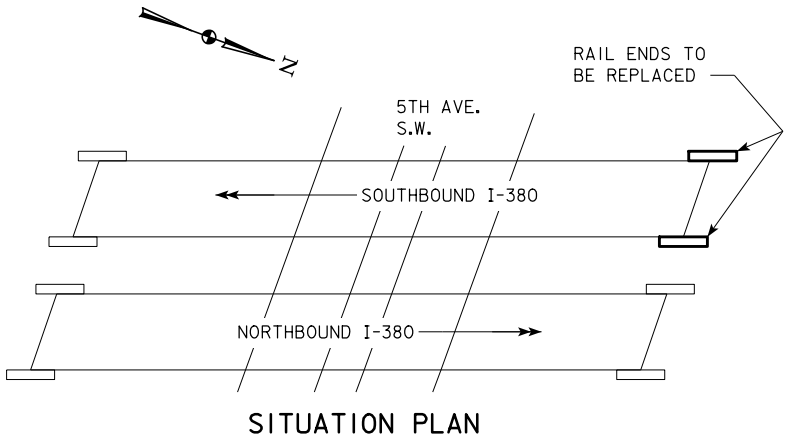 N
RAIL ENDS TO
BE REPLACED
5TH AVE.
S.W.
SOUTHBOUND I-380
NORTHBOUND I-380
SITUATION PLAN